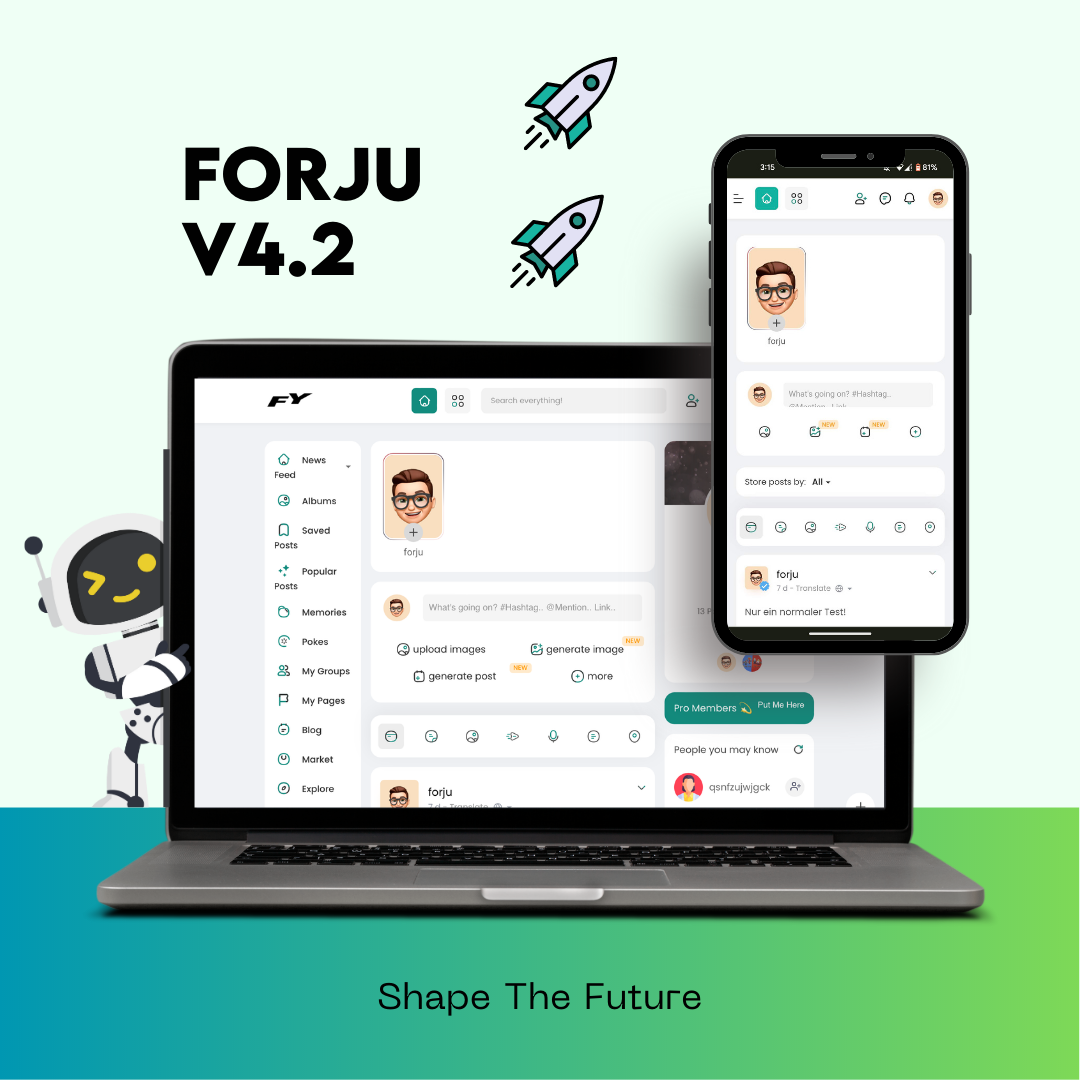 FORJU
V4.2
3:15
81%
forju
What's going on? #Hashtag..
Store posts by: All
NEW
NEW
forju
7 d - Translate
Nur ein normaler Test!
FY
Search everything!
News
Feed
Albums
Saved
Posts
Popular
Posts
Memories
Pokes
My Groups
My Pages
Blog
Market
Explore
forju
What's going on? #Hashtag.. @Mention.. Link..
upload images
generate image
NEW
generate post
NEW
more
forju
7 d - Translate
13 P
Pro Members 💫 Put Me Here
People you may know
qsnfzujwjgck
Shape The Future